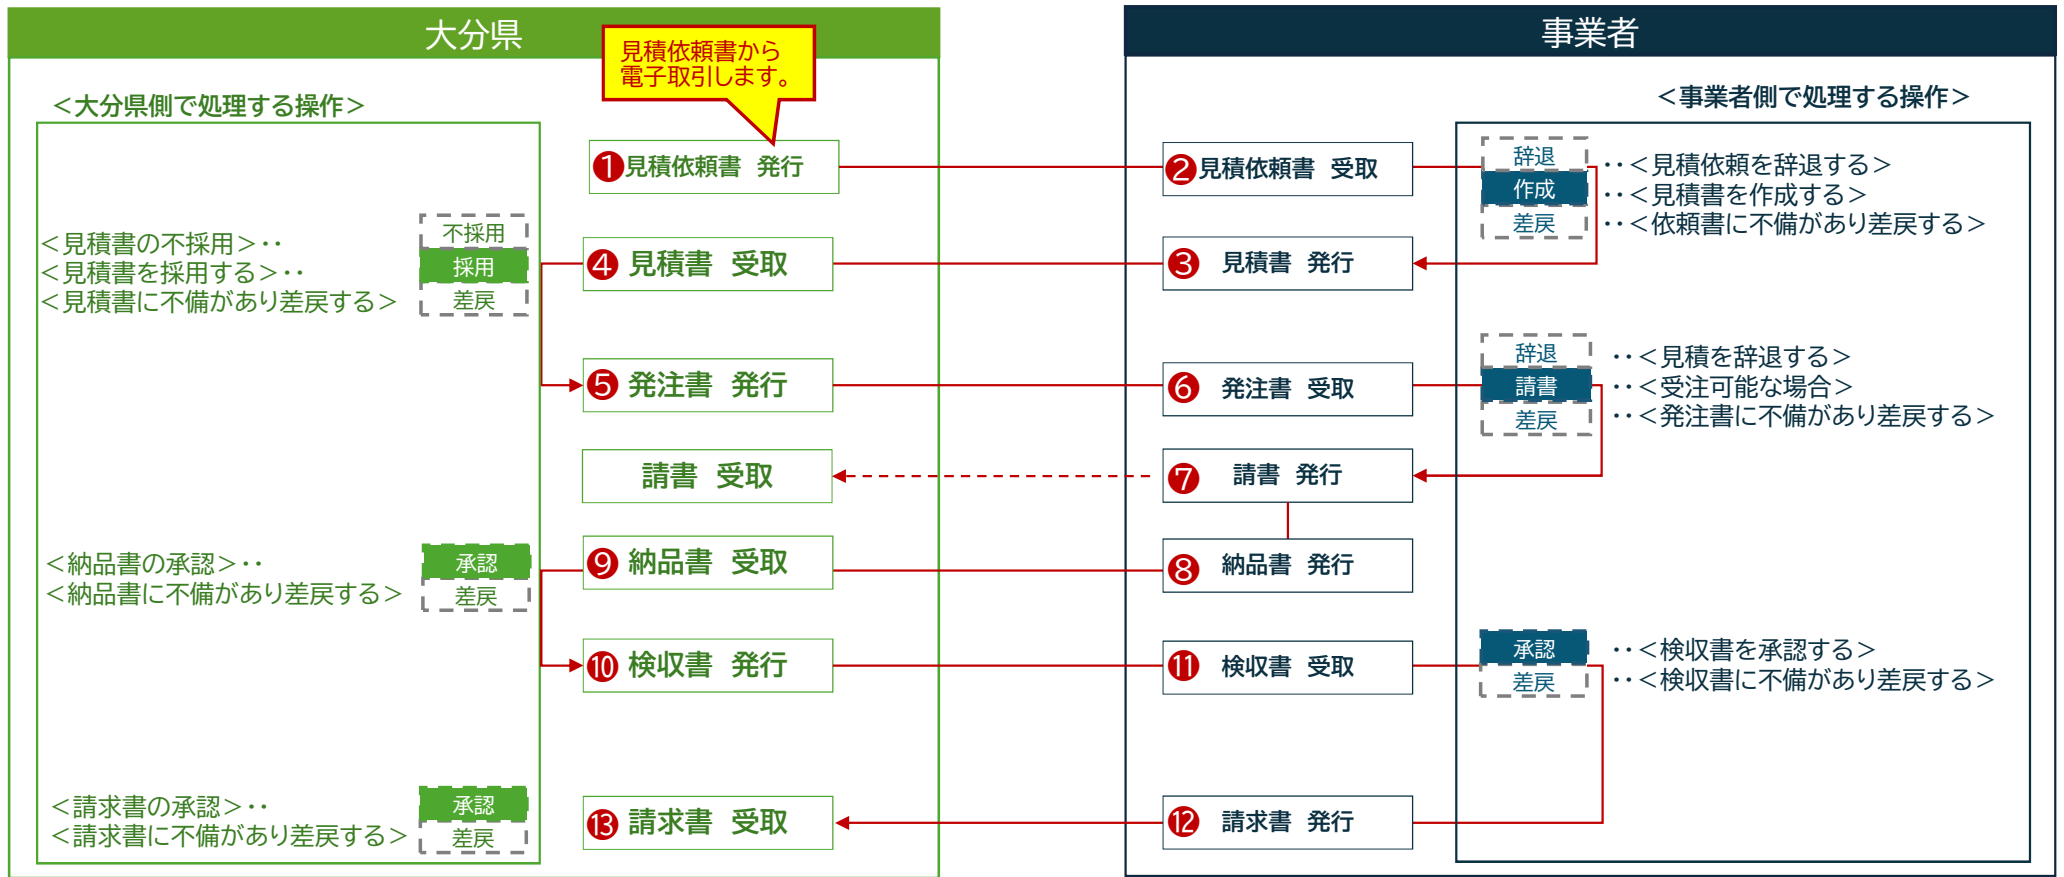 大分県
見積依頼書から
電子取引します。
＜大分県側で処理する操作＞
❶見積依頼書 発行
＜見積書の不採用＞‥
＜見積書を採用する＞‥
＜見積書に不備があり差戻する＞
不採用
採用
差戻
❹ 見積書 受取
❺ 発注書 発行
請書 受取
＜納品書の承認＞‥
＜納品書に不備があり差戻する＞
承認
差戻
❾ 納品書 受取
❿ 検収書 発行
＜請求書の承認＞‥
＜請求書に不備があり差戻する＞
承認
差戻
⓭ 請求書 受取
事業者
＜事業者側で処理する操作＞
❷見積依頼書 受取
辞退
作成
差戻
‥＜見積依頼を辞退する＞
‥＜見積書を作成する＞
‥＜依頼書に不備があり差戻する＞
❸ 見積書 発行
❻ 発注書 受取
辞退
請書
差戻
‥＜見積を辞退する＞
‥＜受注可能な場合＞
‥＜発注書に不備があり差戻する＞
❼ 請書 発行
❽ 納品書 発行
⓫ 検収書 受取
承認
差戻
‥＜検収書を承認する＞
‥＜検収書に不備があり差戻する＞
⓬ 請求書 発行